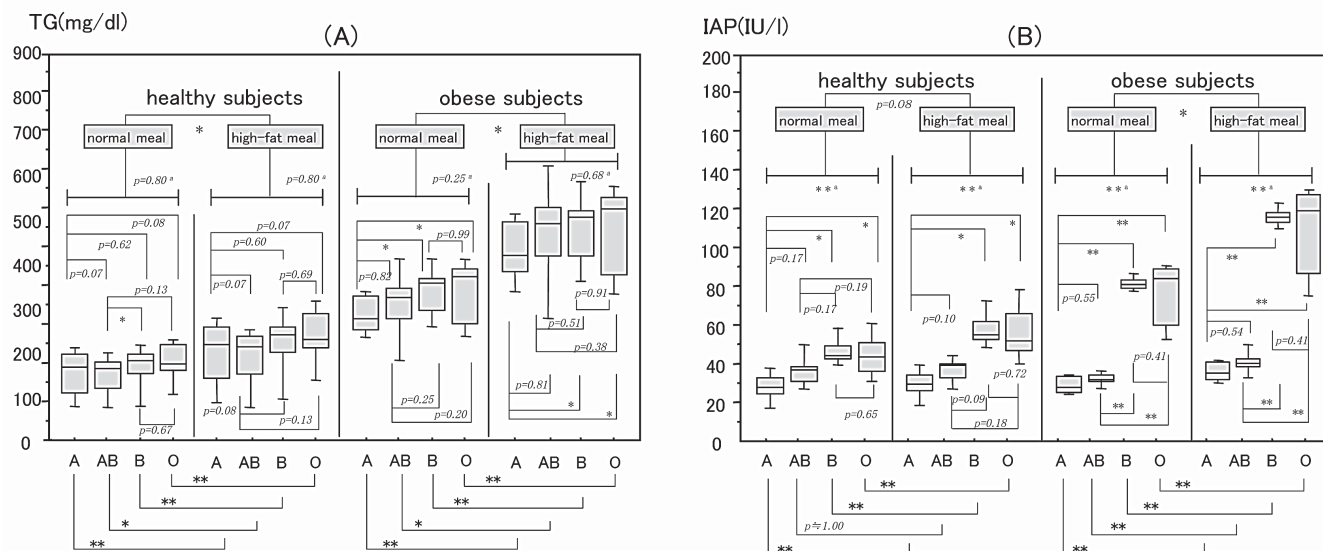 TG(mg/dl)
(A)
900
800
700
600
500
400
300
200
100
0
healthy subjects
obese subjects
normal meal
*
high-fat meal
normal meal
*
high-fat meal
p=0.80 a
p=0.80 a
p=0.25 a
p=0.68 a
p=0.08
p=0.62
p=0.07
p=0.13
*
p=0.67
p=0.07
p=0.60
p=0.07
p=0.69
p=0.08
p=0.13
*
*
p=0.99
p=0.82
p=0.25
p=0.20
p=0.91
p=0.51
p=0.38
p=0.81
*
*
A AB B O A AB B O A AB B O A AB B O
**
**
*
**
**
**
*
**
IAP(IU/l)
(B)
200
180
160
140
120
100
80
60
40
20
0
healthy subjects
obese subjects
p=0.08
normal meal
high-fat meal
normal meal
*
high-fat meal
**a
**a
**a
**a
*
*
p=0.17
p=0.19
p=0.17
p=0.65
*
*
p=0.10
p=0.72
p=0.09
p=0.18
**
**
p=0.55
p=0.41
**
**
**
**
p=0.54
p=0.41
**
**
A AB B O A AB B O A AB B O A AB B O
**
**
p≒1.00
**
**
**
**
**